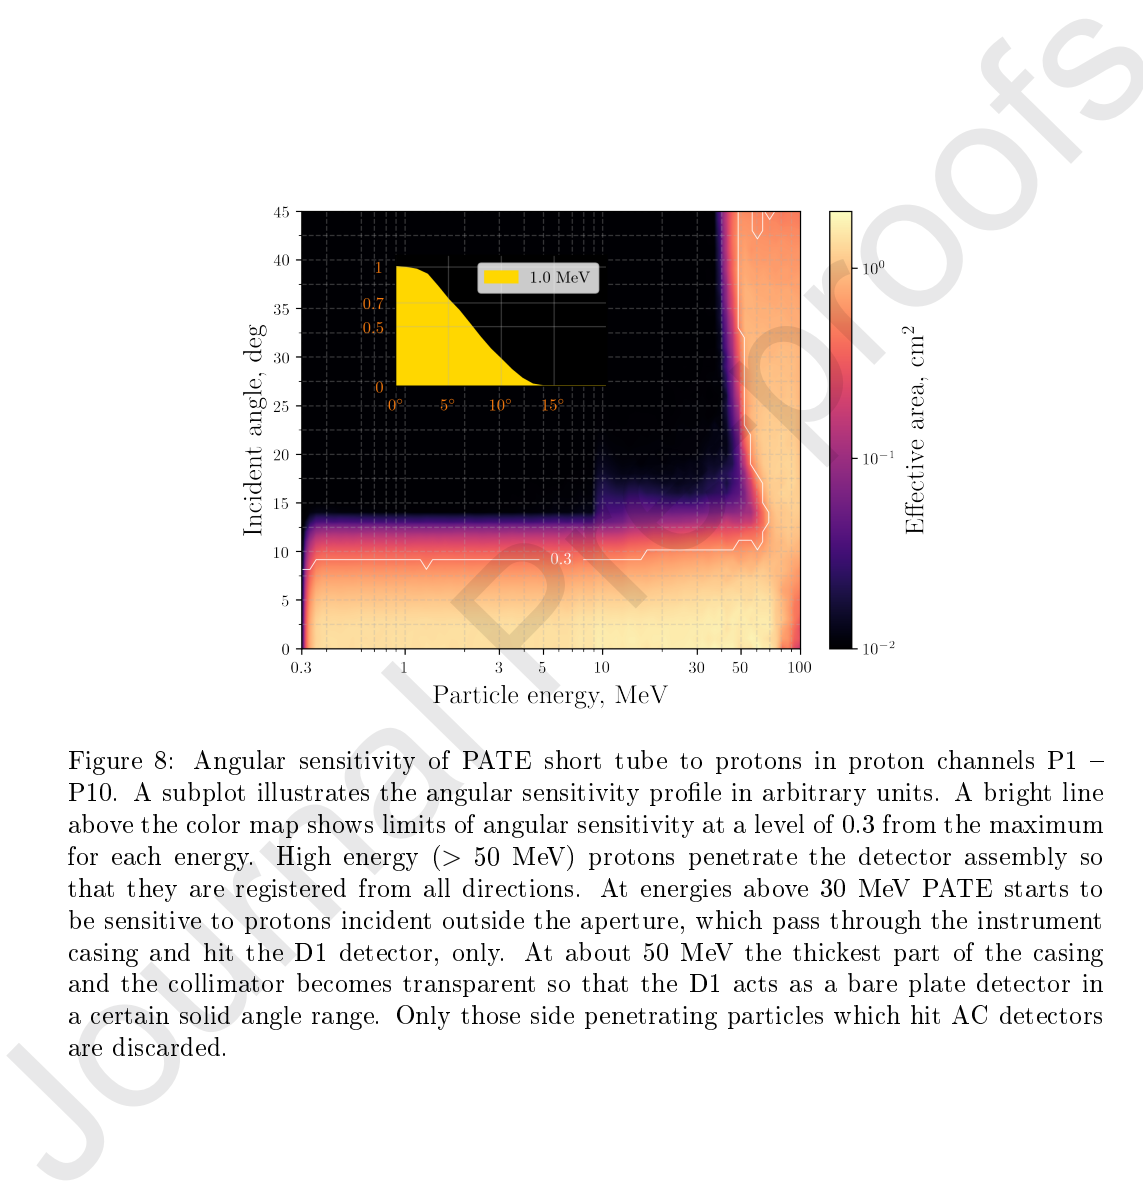 45
40
35
30
25
20
15
10
5
0
Incident angle, deg
1
0.7
0.5
0
0° 5° 10° 15°
1.0 MeV
0.3
0.3 1 3 5 10 30 50 100
Particle energy, MeV
10⁰
10⁻¹
10⁻²
Effective area, cm²
Figure 8: Angular sensitivity of PATE short tube to protons in proton channels P1 –
P10. A subplot illustrates the angular sensitivity profile in arbitrary units. A bright line
above the color map shows limits of angular sensitivity at a level of 0.3 from the maximum
for each energy. High energy (> 50 MeV) protons penetrate the detector assembly so
that they are registered from all directions. At energies above 30 MeV PATE starts to
be sensitive to protons incident outside the aperture, which pass through the instrument
casing and hit the D1 detector, only. At about 50 MeV the thickest part of the casing
and the collimator becomes transparent so that the D1 acts as a bare plate detector in
a certain solid angle range. Only those side penetrating particles which hit AC detectors
are discarded.
Journal Pre-proofs